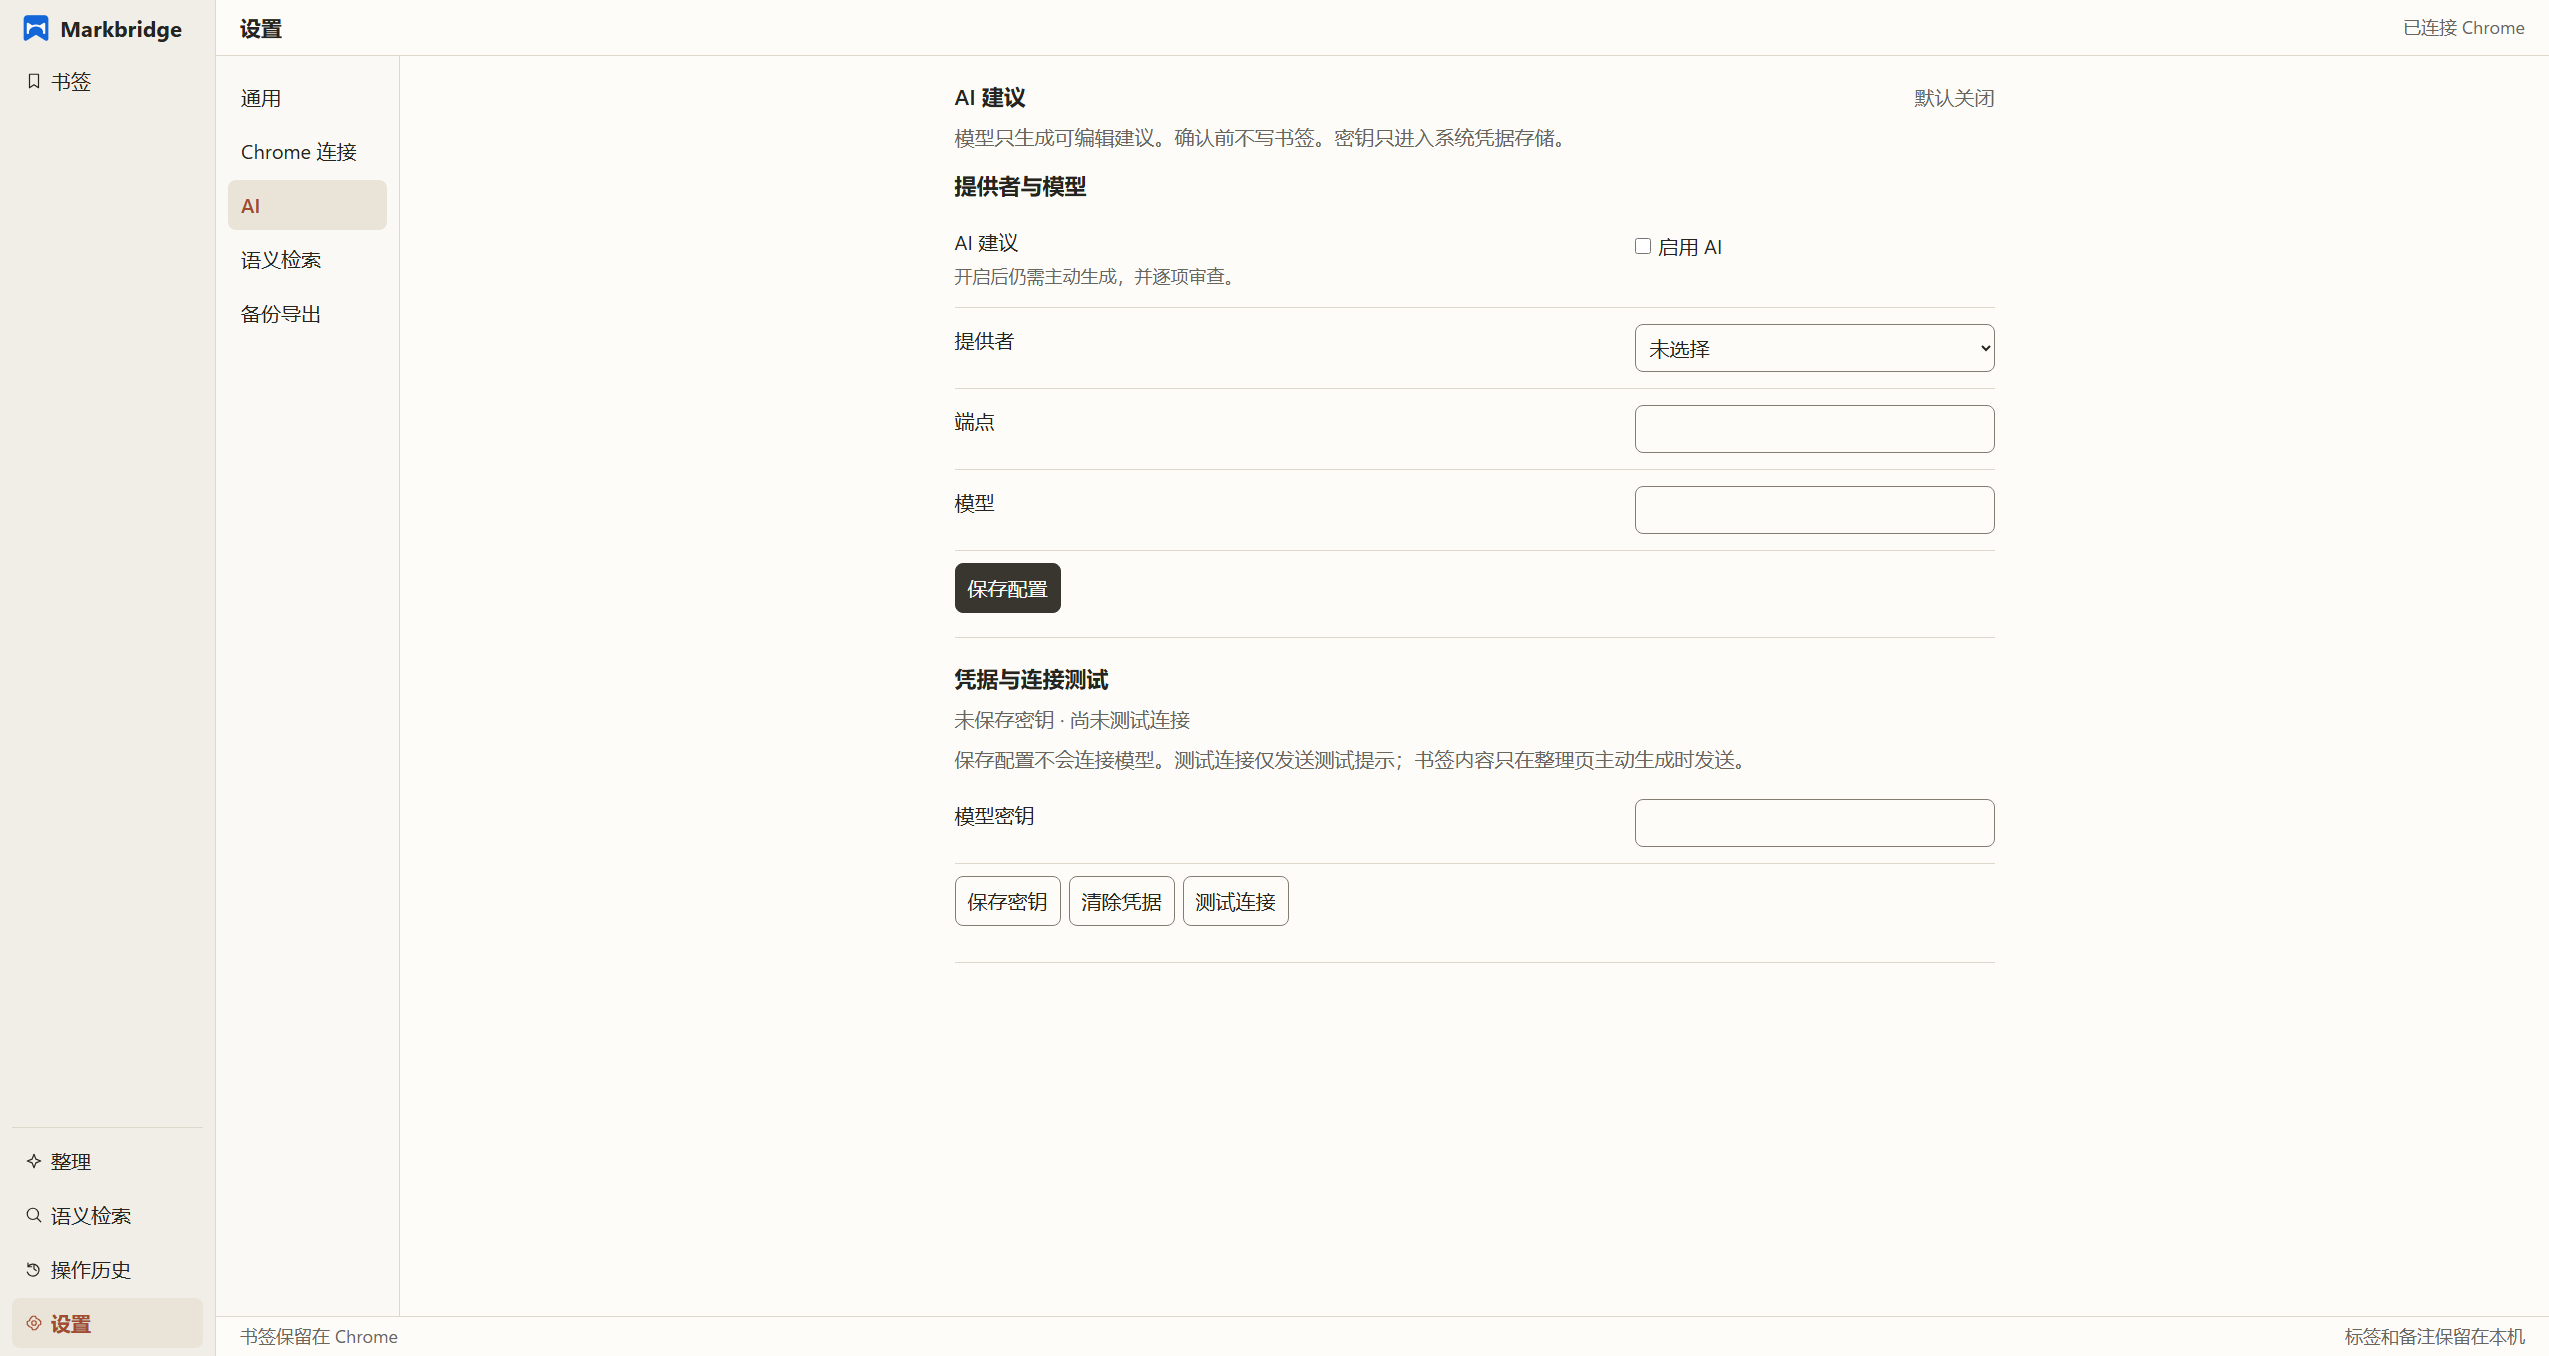 Markbridge
书签
整理
语义检索
操作历史
设置
设置
已连接 Chrome
通用
Chrome 连接
AI
语义检索
备份导出
AI 建议
默认关闭
模型只生成可编辑建议。确认前不写书签。密钥只进入系统凭据存储。
提供者与模型
AI 建议
启用 AI
开启后仍需主动生成，并逐项审查。
提供者
未选择
端点
模型
保存配置
凭据与连接测试
未保存密钥 · 尚未测试连接
保存配置不会连接模型。测试连接仅发送测试提示；书签内容只在整理页主动生成时发送。
模型密钥
保存密钥
清除凭据
测试连接
书签保留在 Chrome
标签和备注保留在本机